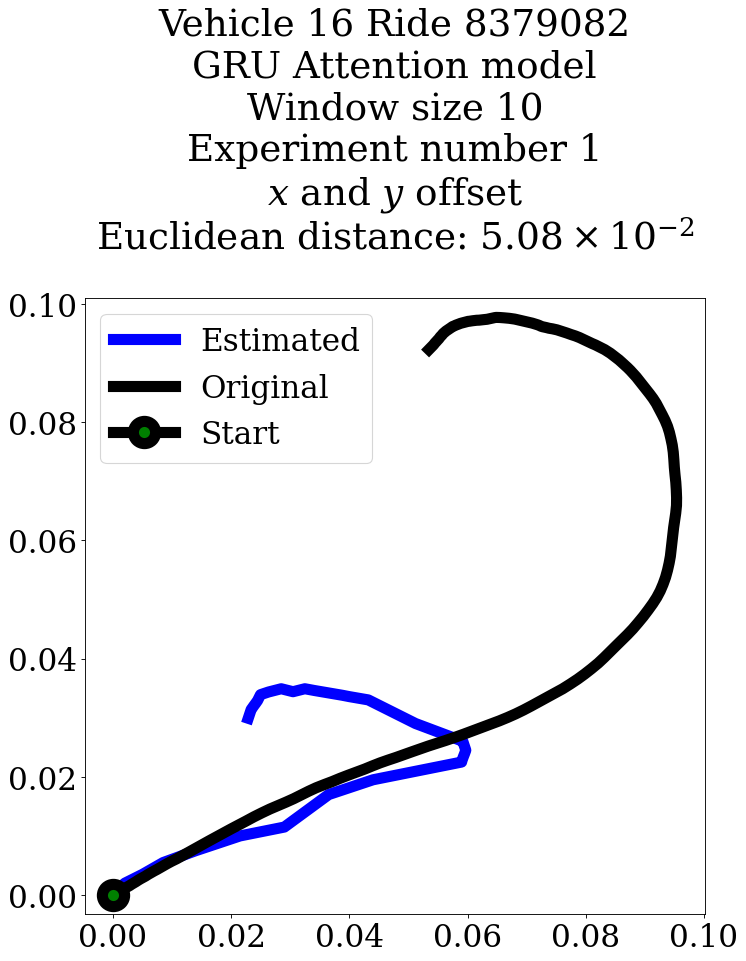 Vehicle 16 Ride 8379082
GRU Attention model
Window size 10
Experiment number 1
x and y offset
Euclidean distance: 5.08 × 10⁻²
Estimated
Original
Start
0.10
0.08
0.06
0.04
0.02
0.00
0.00 0.02 0.04 0.06 0.08 0.10